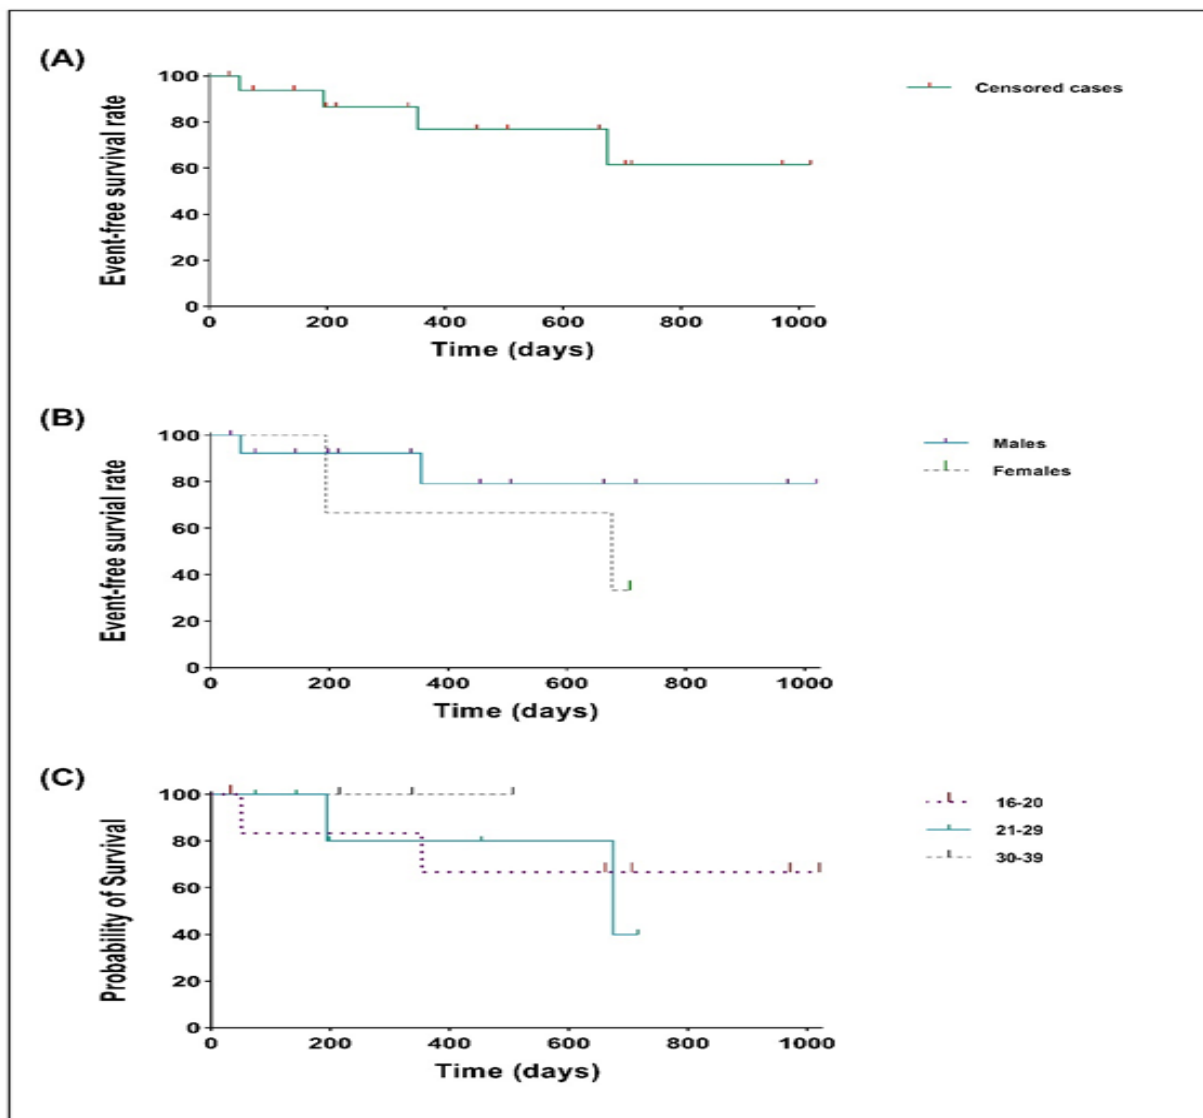 (A)
Event-free survival rate
100
80
60
40
20
0
0 200 400 600 800 1000
Time (days)
Censored cases
(B)
Event-free survial rate
100
80
60
40
20
0
0 200 400 600 800 1000
Time (days)
Males
Females
(C)
Probability of Survival
100
80
60
40
20
0
0 200 400 600 800 1000
Time (days)
16-20
21-29
30-39